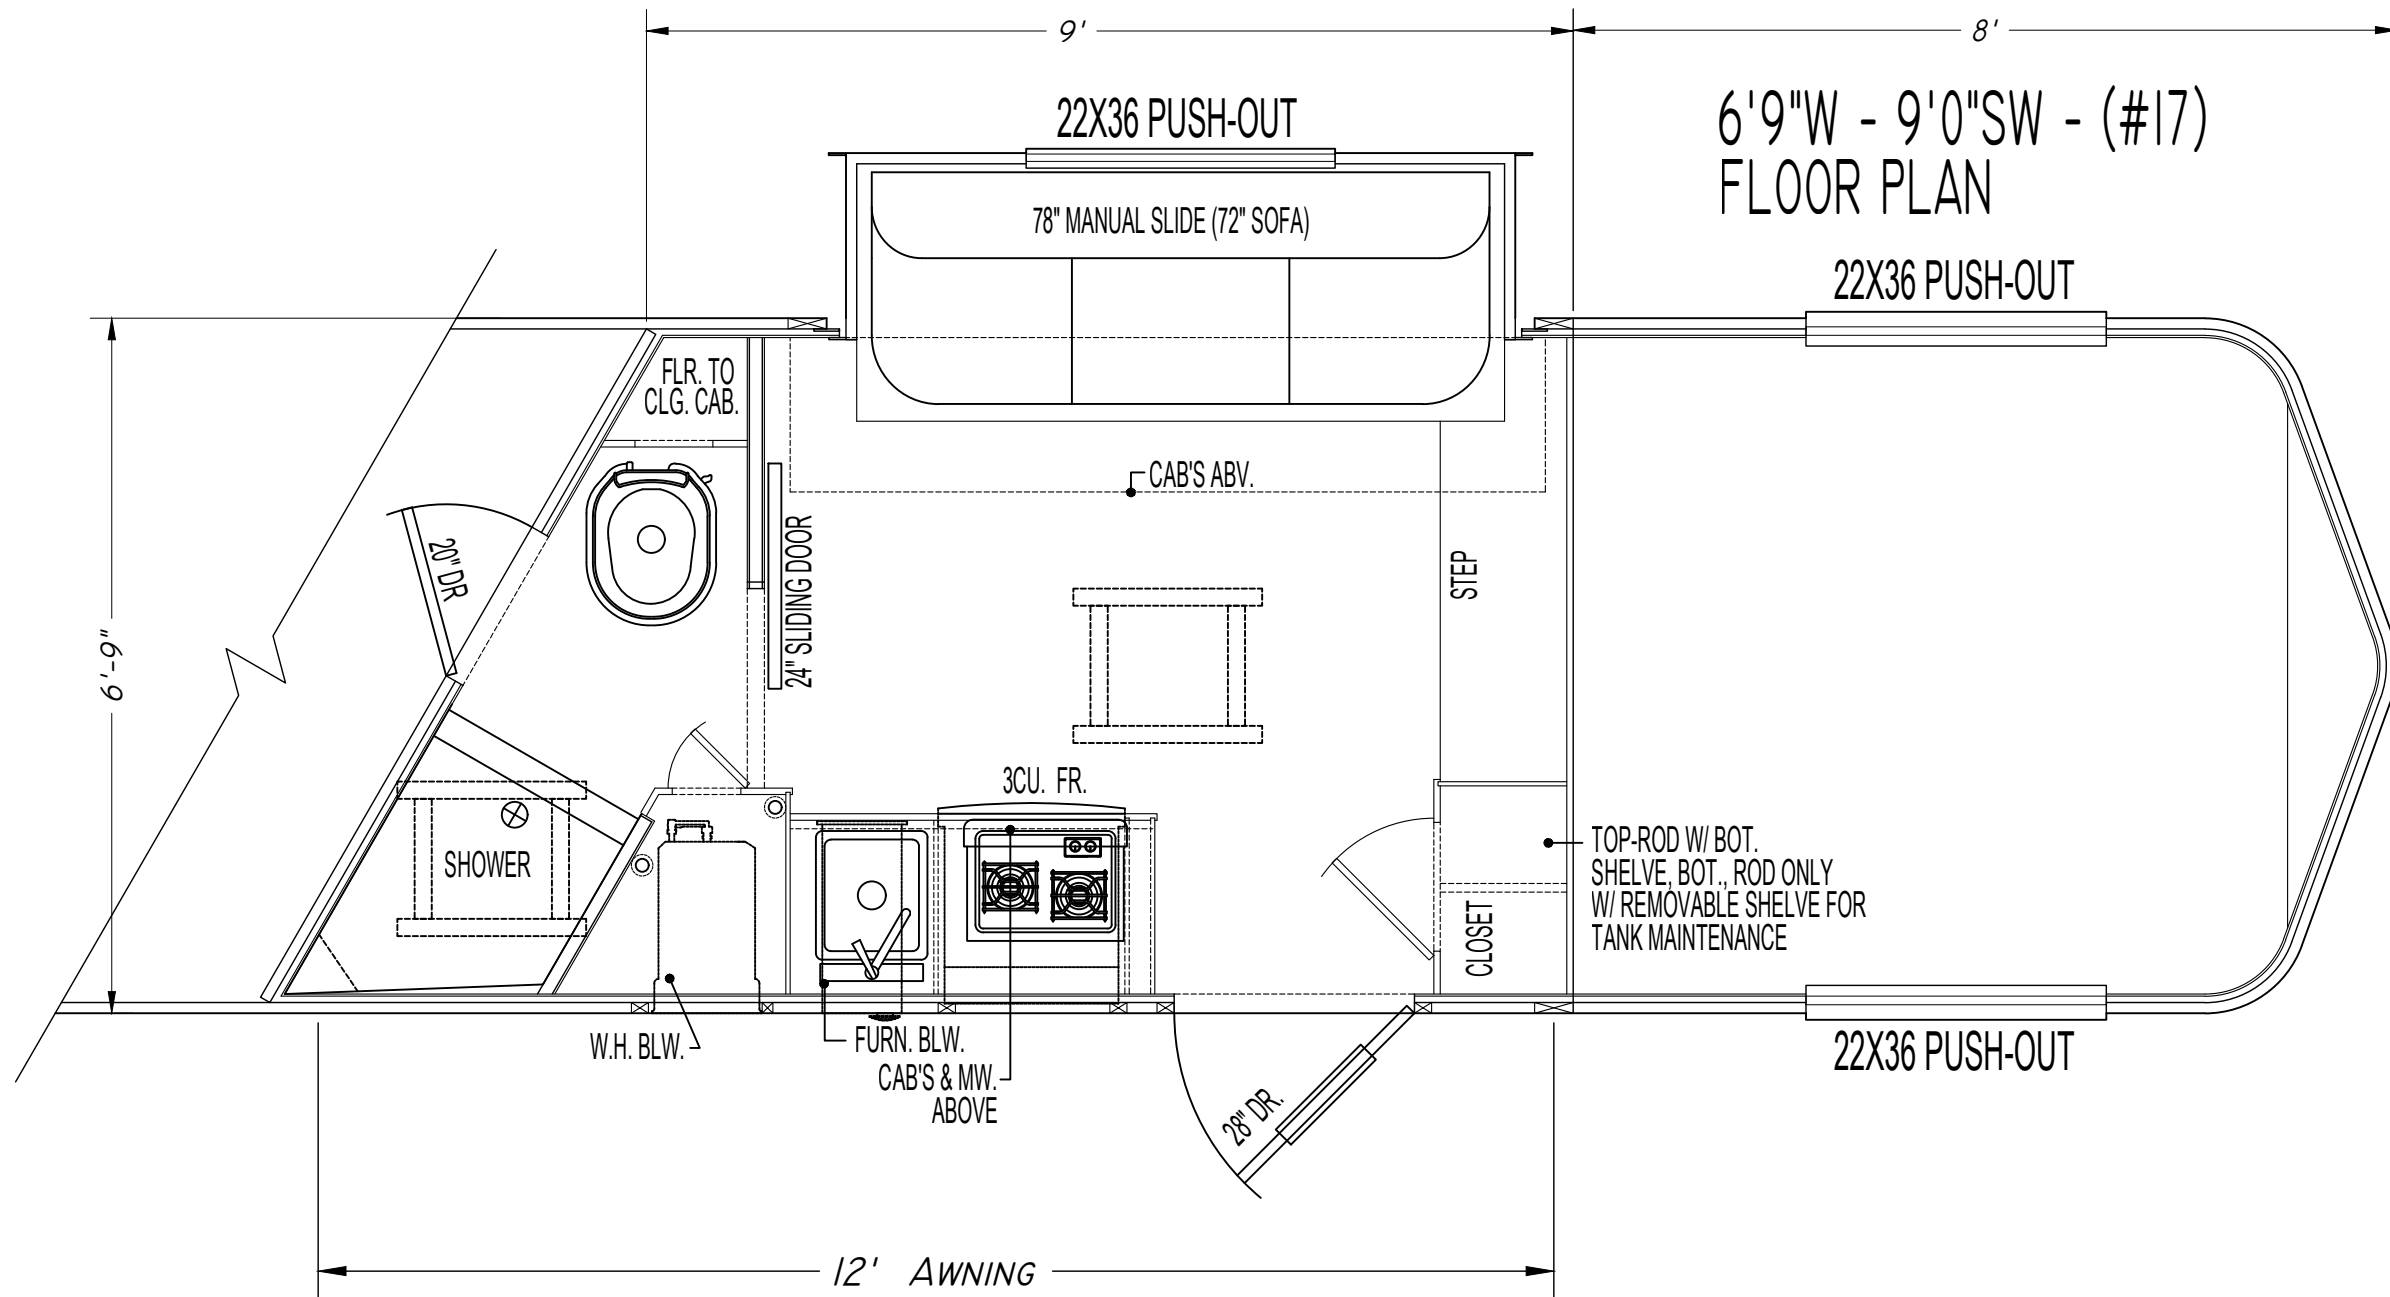 9'
8'
6'9"W - 9'0"SW - (#17)
FLOOR PLAN
22X36 PUSH-OUT
78" MANUAL SLIDE (72" SOFA)
22X36 PUSH-OUT
FLR. TO
CLG. CAB.
CAB'S ABV.
20" DR
24" SLIDING DOOR
STEP
6'-9"
3CU. FR.
SHOWER
CLOSET
TOP-ROD W/ BOT.
SHELVE, BOT., ROD ONLY
W/ REMOVABLE SHELVE FOR
TANK MAINTENANCE
W.H. BLW.
FURN. BLW.
CAB'S & MW.
ABOVE
28" DR.
22X36 PUSH-OUT
12' AWNING